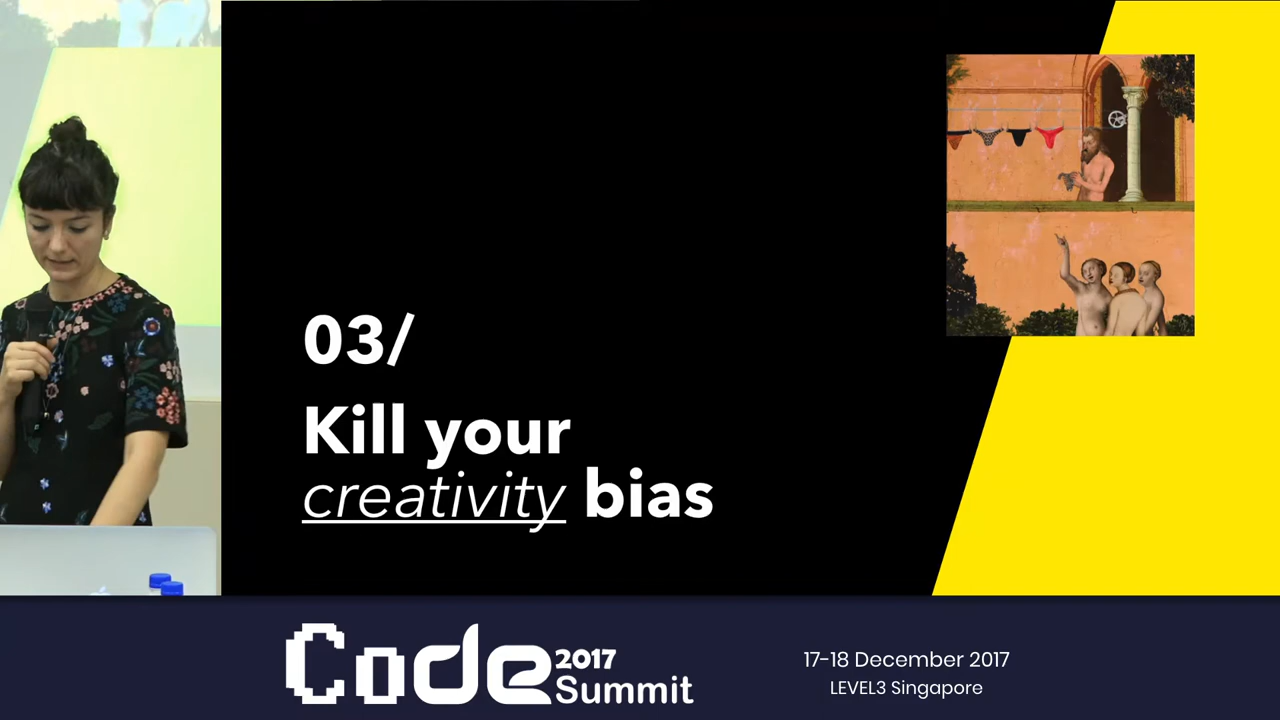 03/
Kill your
creativity bias
Code 2017 Summit
17-18 December 2017
LEVEL3 Singapore